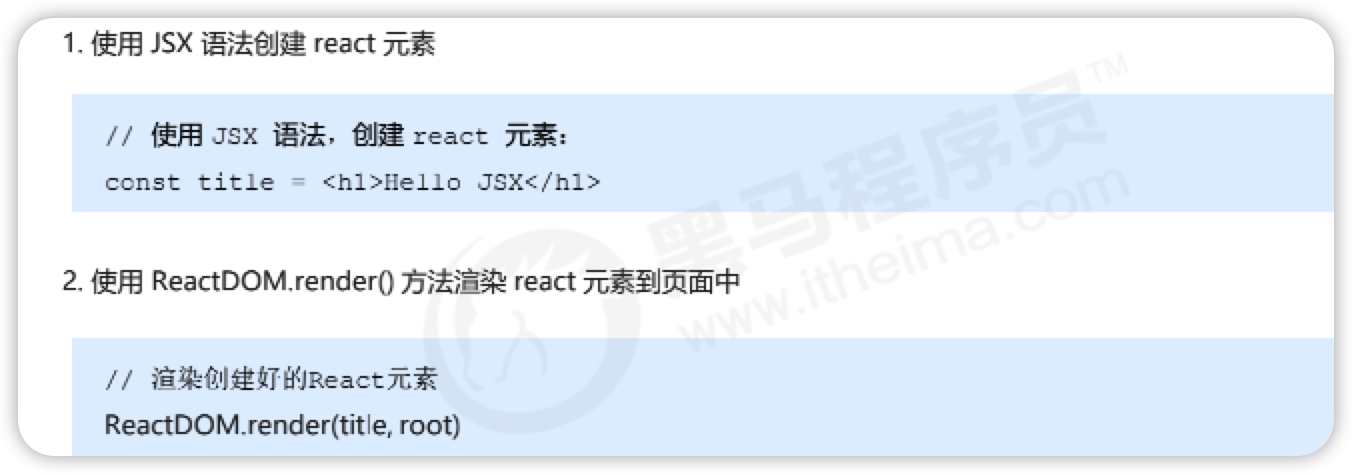 1. 使用 JSX 语法创建 react 元素
// 使用 JSX 语法，创建 react 元素：
const title = <h1>Hello JSX</h1>
2. 使用 ReactDOM.render() 方法渲染 react 元素到页面中
// 渲染创建好的React元素
ReactDOM.render(title, root)
黑马程序员™
www.itheima.com